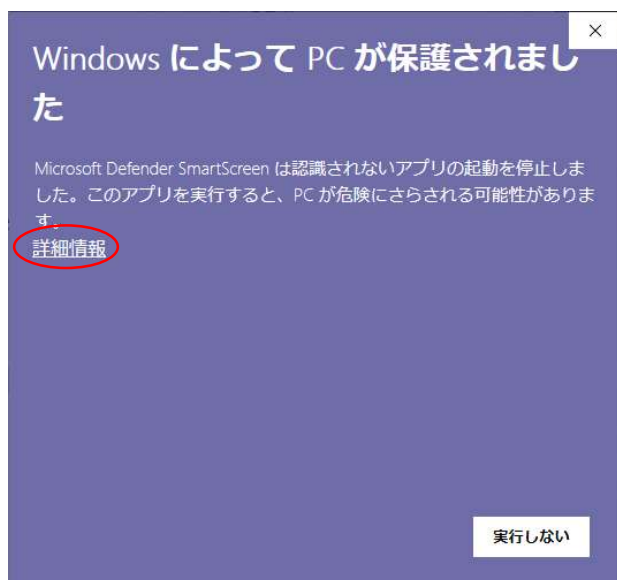 Windows によって PC が保護されまし
た
Microsoft Defender SmartScreen は認識されないアプリの起動を停止しま
した。このアプリを実行すると、PC が危険にさらされる可能性がありま
す。
詳細情報
実行しない